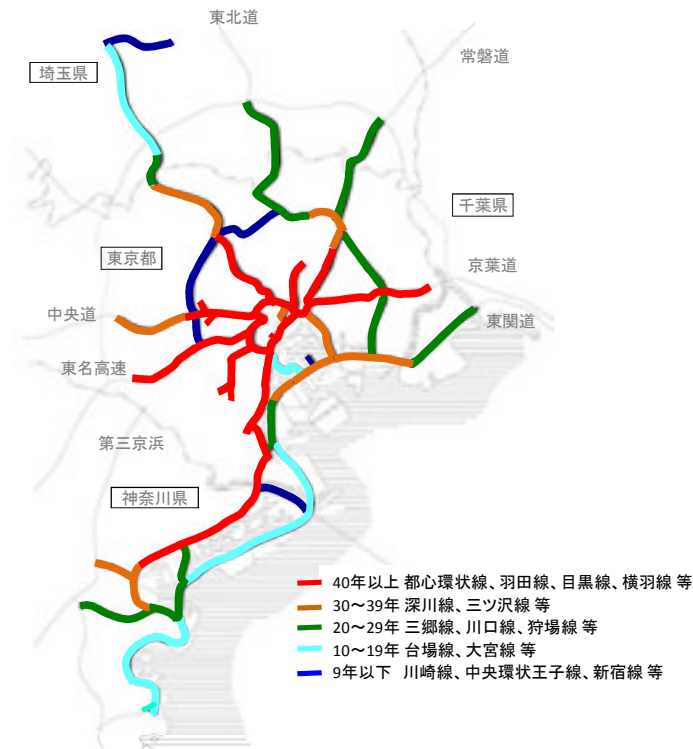 東北道
常磐道
埼玉県
千葉県
東京都
京葉道
中央道
東関道
東名高速
第三京浜
神奈川県
40年以上 都心環状線、羽田線、目黒線、横羽線 等
30～39年 深川線、三ツ沢線 等
20～29年 三郷線、川口線、狩場線 等
10～19年 台場線、大宮線 等
9年以下 川崎線、中央環状王子線、新宿線 等